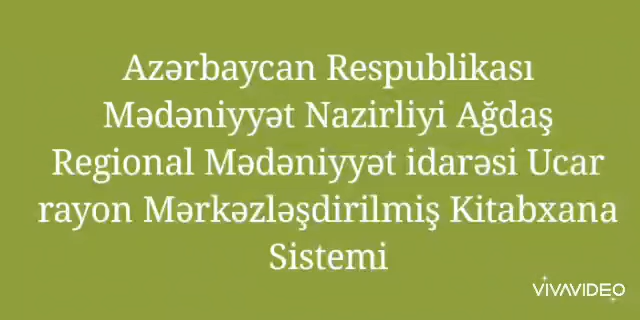 Azərbaycan Respublikası
Mədəniyyət Nazirliyi Ağdaş
Regional Mədəniyyət idarəsi Ucar
rayon Mərkəzləşdirilmiş Kitabxana
Sistemi
VIVAVIDEO